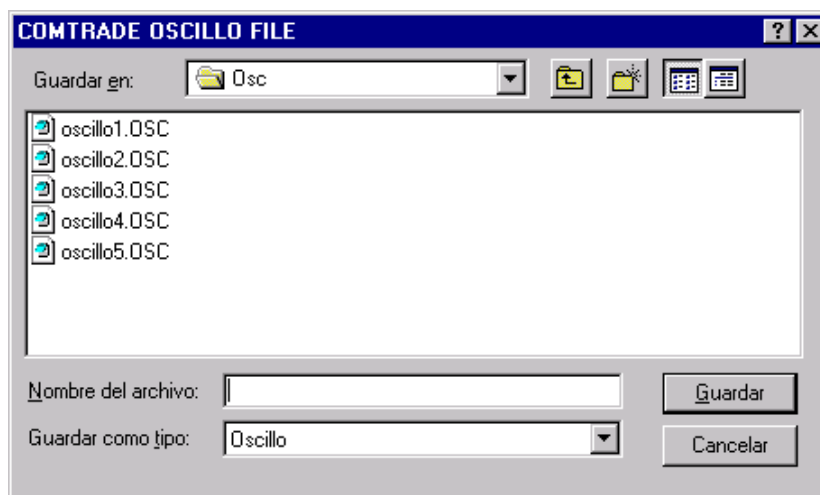 COMTRADE OSCILLO FILE
Guardar en: Osc
oscillo1.OSC
oscillo2.OSC
oscillo3.OSC
oscillo4.OSC
oscillo5.OSC
Nombre del archivo: Guardar
Guardar como tipo: Oscillo Cancelar